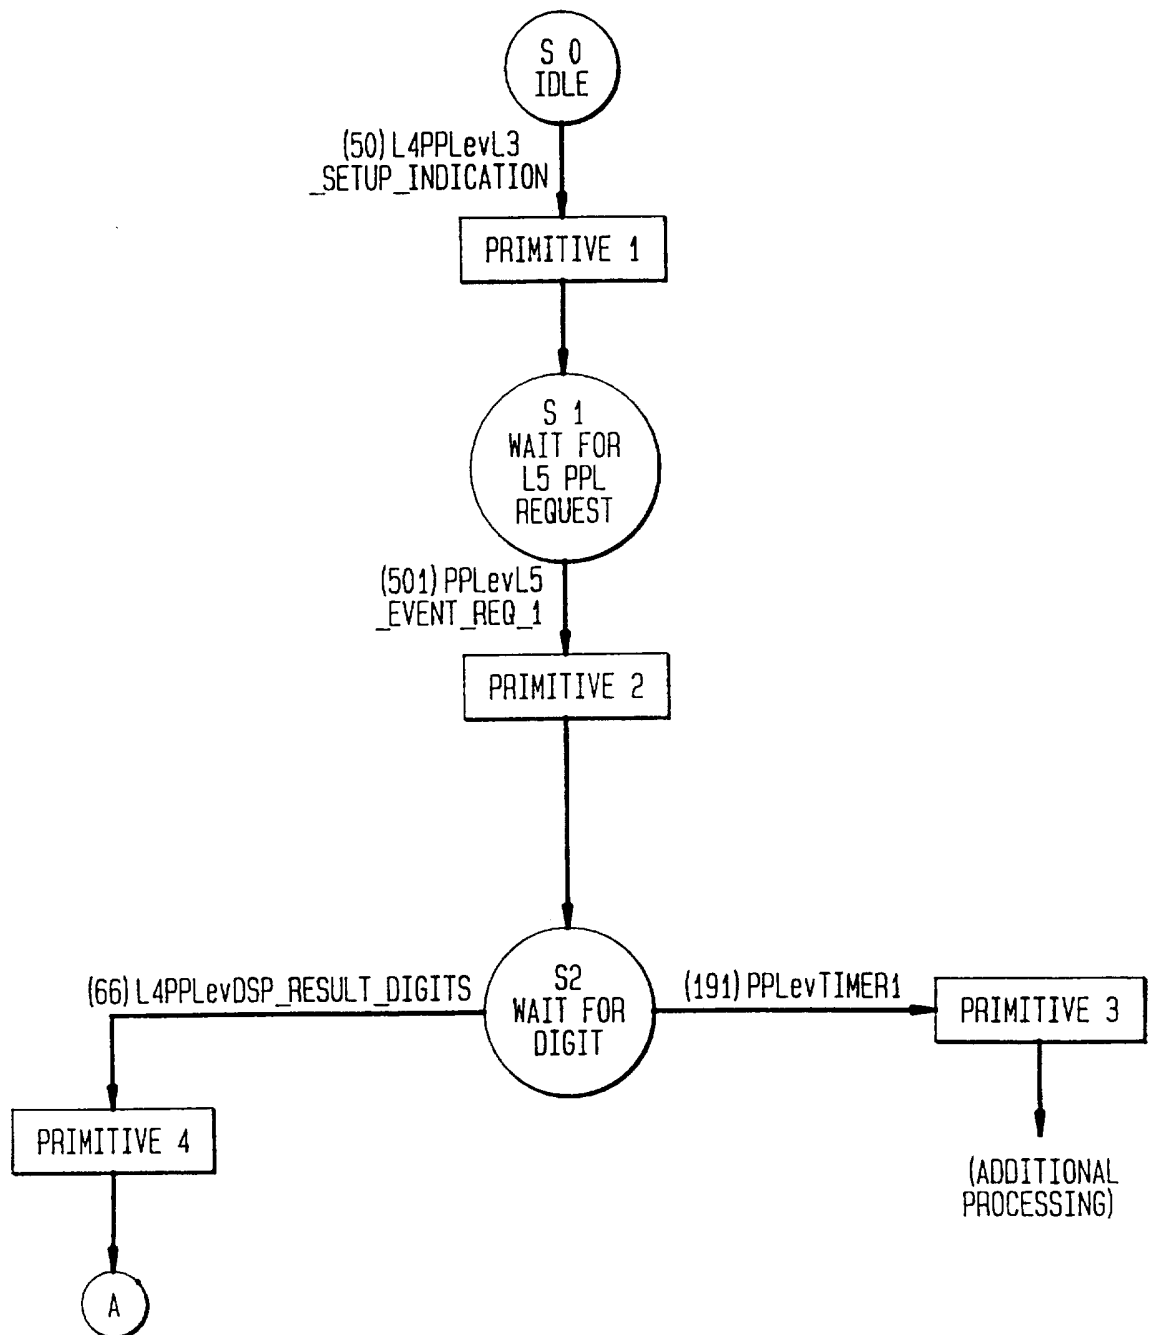 S 0
IDLE
(50) L4PPLevL3
_SETUP_INDICATION
PRIMITIVE 1
S 1
WAIT FOR
L5 PPL
REQUEST
(501) PPLevL5
_EVENT_REQ_1
PRIMITIVE 2
(66) L4PPLevDSP_RESULT_DIGITS
S2
WAIT FOR
DIGIT
(191) PPLevTIMER1
PRIMITIVE 3
PRIMITIVE 4
(ADDITIONAL
PROCESSING)
A